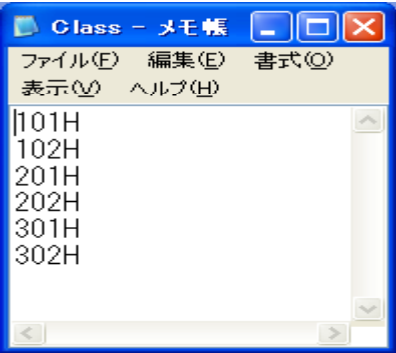 Class - メモ帳
ファイル(F) 編集(E) 書式(O)
表示(V) ヘルプ(H)
101H
102H
201H
202H
301H
302H